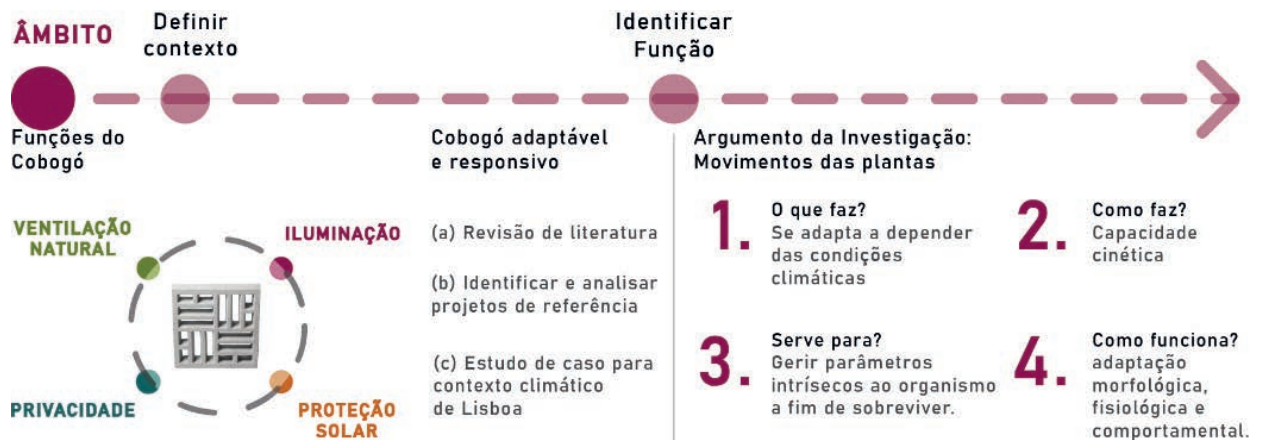 ÂMBITO
Definir
contexto
Identificar
Função
Funções do
Cobogó
Cobogó adaptável
e responsivo
Argumento da Investigação:
Movimentos das plantas
VENTILAÇÃO
NATURAL
ILUMINAÇÃO
PRIVACIDADE
PROTEÇÃO
SOLAR
(a) Revisão de literatura
(b) Identificar e analisar
projetos de referência
(c) Estudo de caso para
contexto climático
de Lisboa
1.
O que faz?
Se adapta a depender
das condições
climáticas
2.
Como faz?
Capacidade
cinética
3.
Serve para?
Gerir parâmetros
intrísecos ao organismo
a fim de sobreviver.
4.
Como funciona?
adaptação
morfológica,
fisiológica e
comportamental.